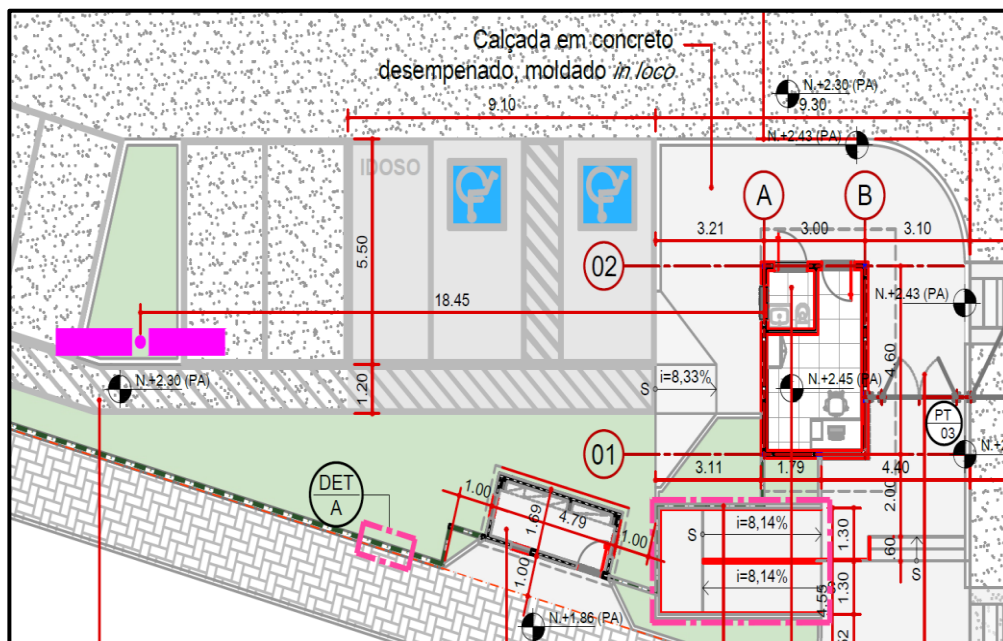 Calçada em concreto
desempenado, moldado in loco
N.+2.30 (PA)
9.10
9.30
N.+2.43 (PA)
IDOSO
A
B
3.21
3.00
3.10
5.50
02
18.45
N.+2.43 (PA)
N.+2.30 (PA)
1.20
S
i=8,33%
N.+2.45 (PA)
4.60
PT
03
01
3.11
1.79
4.40
DET
A
1.00
1.69
4.79
1.00
1.00
2.00
S
i=8,14%
i=8,14%
1.30
1.30
.60
S
4.55
N.+1.86 (PA)